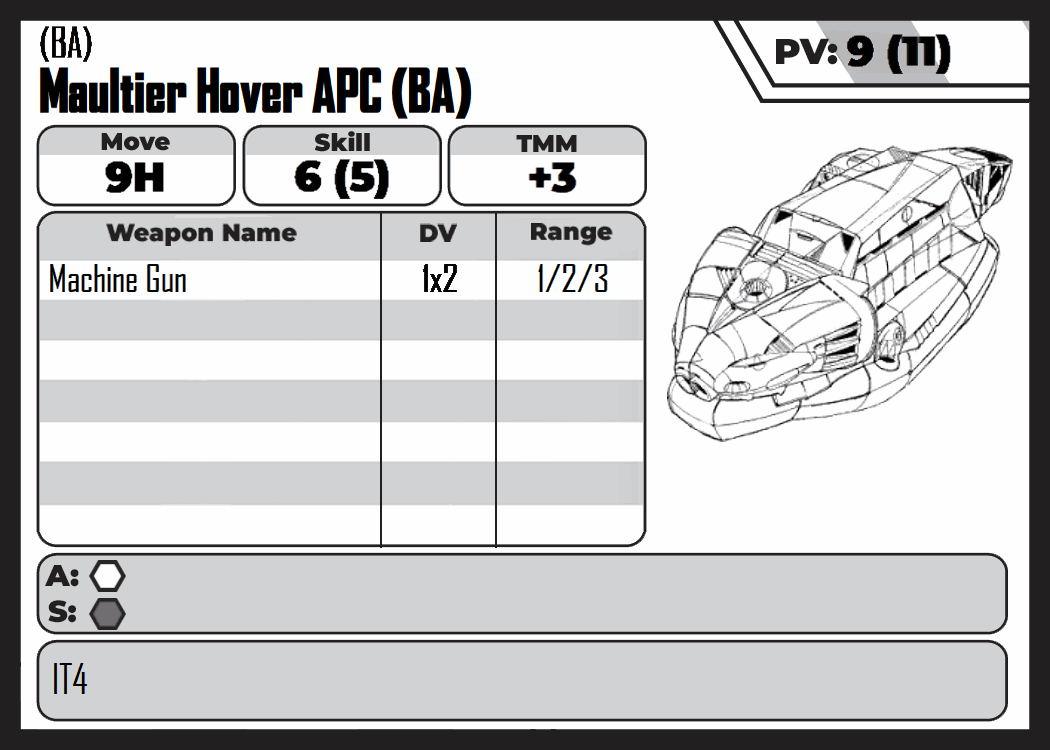 (BA)
Maultier Hover APC (BA)
PV: 9 (11)
Move Skill TMM
9H 6 (5) +3
Weapon Name DV Range
Machine Gun 1x2 1/2/3
A:
S:
IT4